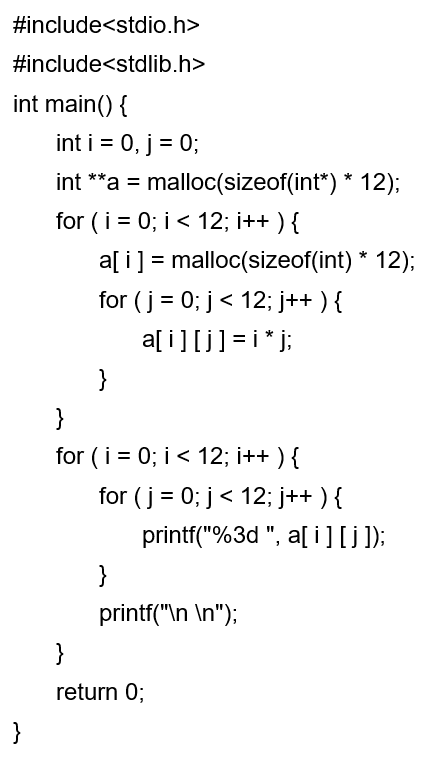 #include<stdio.h>
#include<stdlib.h>
int main() {
int i = 0, j = 0;
int **a = malloc(sizeof(int*) * 12);
for ( i = 0; i < 12; i++ ) {
a[ i ] = malloc(sizeof(int) * 12);
for ( j = 0; j < 12; j++ ) {
a[ i ] [ j ] = i * j;
}
}
for ( i = 0; i < 12; i++ ) {
for ( j = 0; j < 12; j++ ) {
printf("%3d ", a[ i ] [ j ]);
}
printf("\n \n");
}
return 0;
}